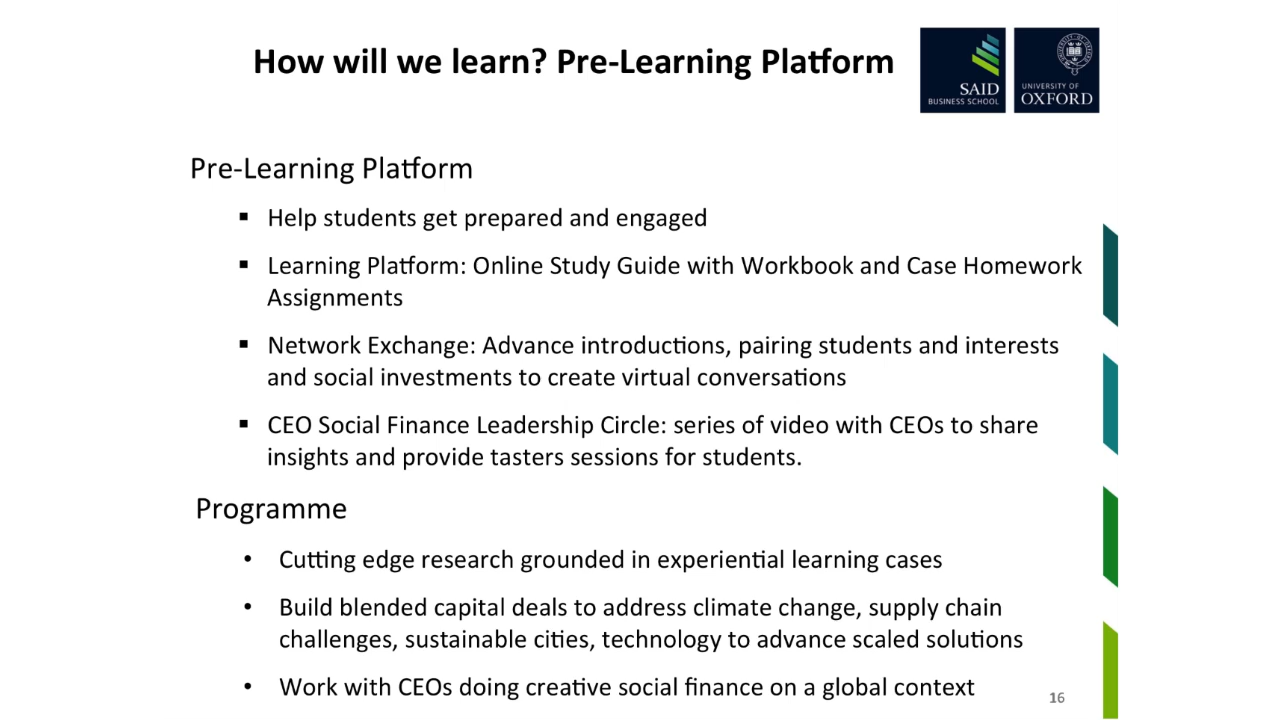 How will we learn? Pre-Learning Platform
SAID
BUSINESS SCHOOL
UNIVERSITY OF
OXFORD
Pre-Learning Platform
▪ Help students get prepared and engaged
▪ Learning Platform: Online Study Guide with Workbook and Case Homework
Assignments
▪ Network Exchange: Advance introductions, pairing students and interests
and social investments to create virtual conversations
▪ CEO Social Finance Leadership Circle: series of video with CEOs to share
insights and provide tasters sessions for students.
Programme
• Cutting edge research grounded in experiential learning cases
• Build blended capital deals to address climate change, supply chain
challenges, sustainable cities, technology to advance scaled solutions
• Work with CEOs doing creative social finance on a global context
16